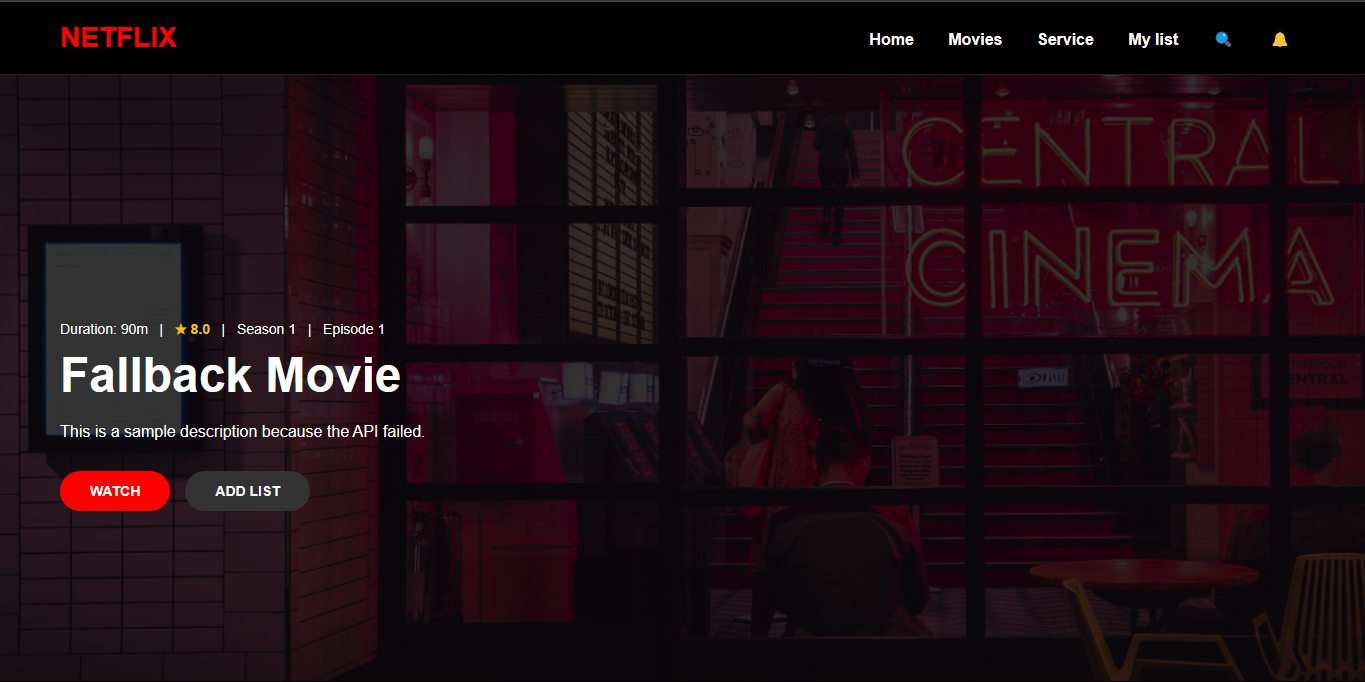 NETFLIX
Home Movies Service My list
CENTRAL
CINEMA
Duration: 90m | ★ 8.0 | Season 1 | Episode 1
Fallback Movie
This is a sample description because the API failed.
WATCH ADD LIST